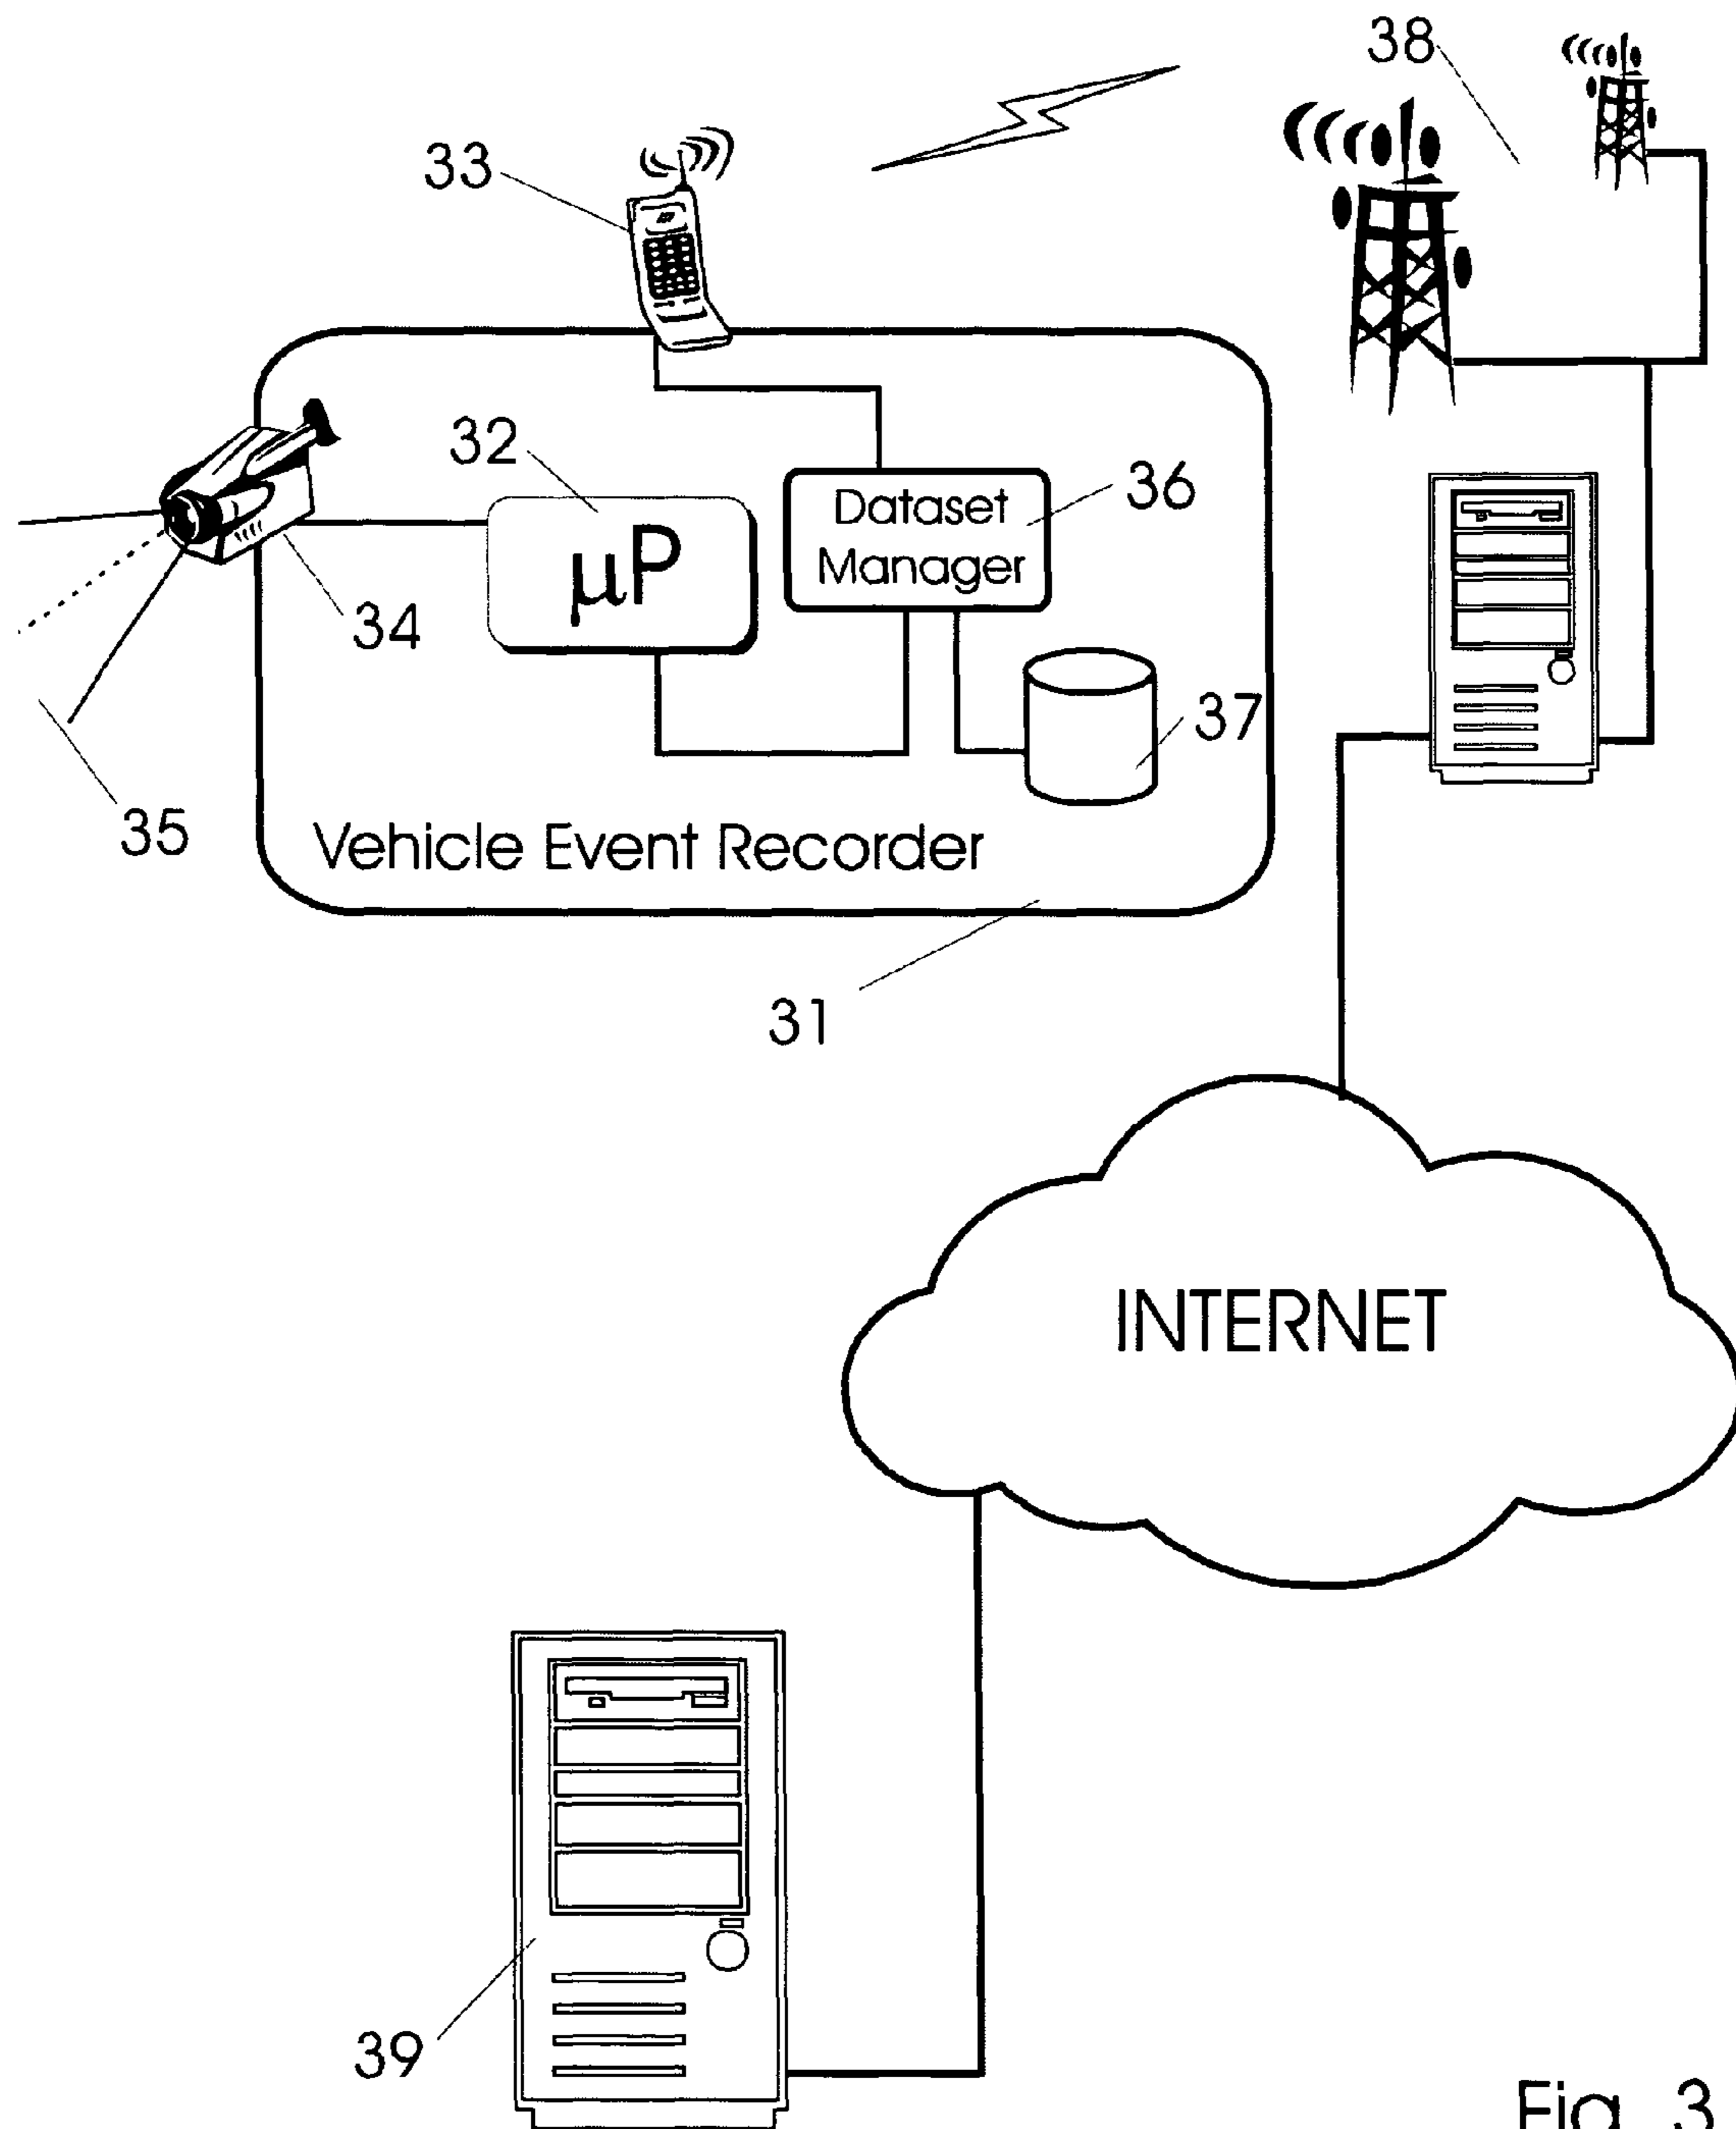 38
33
32
Dataset
Manager
36
µP
34
37
35
Vehicle Event Recorder
31
INTERNET
39
Fig. 3